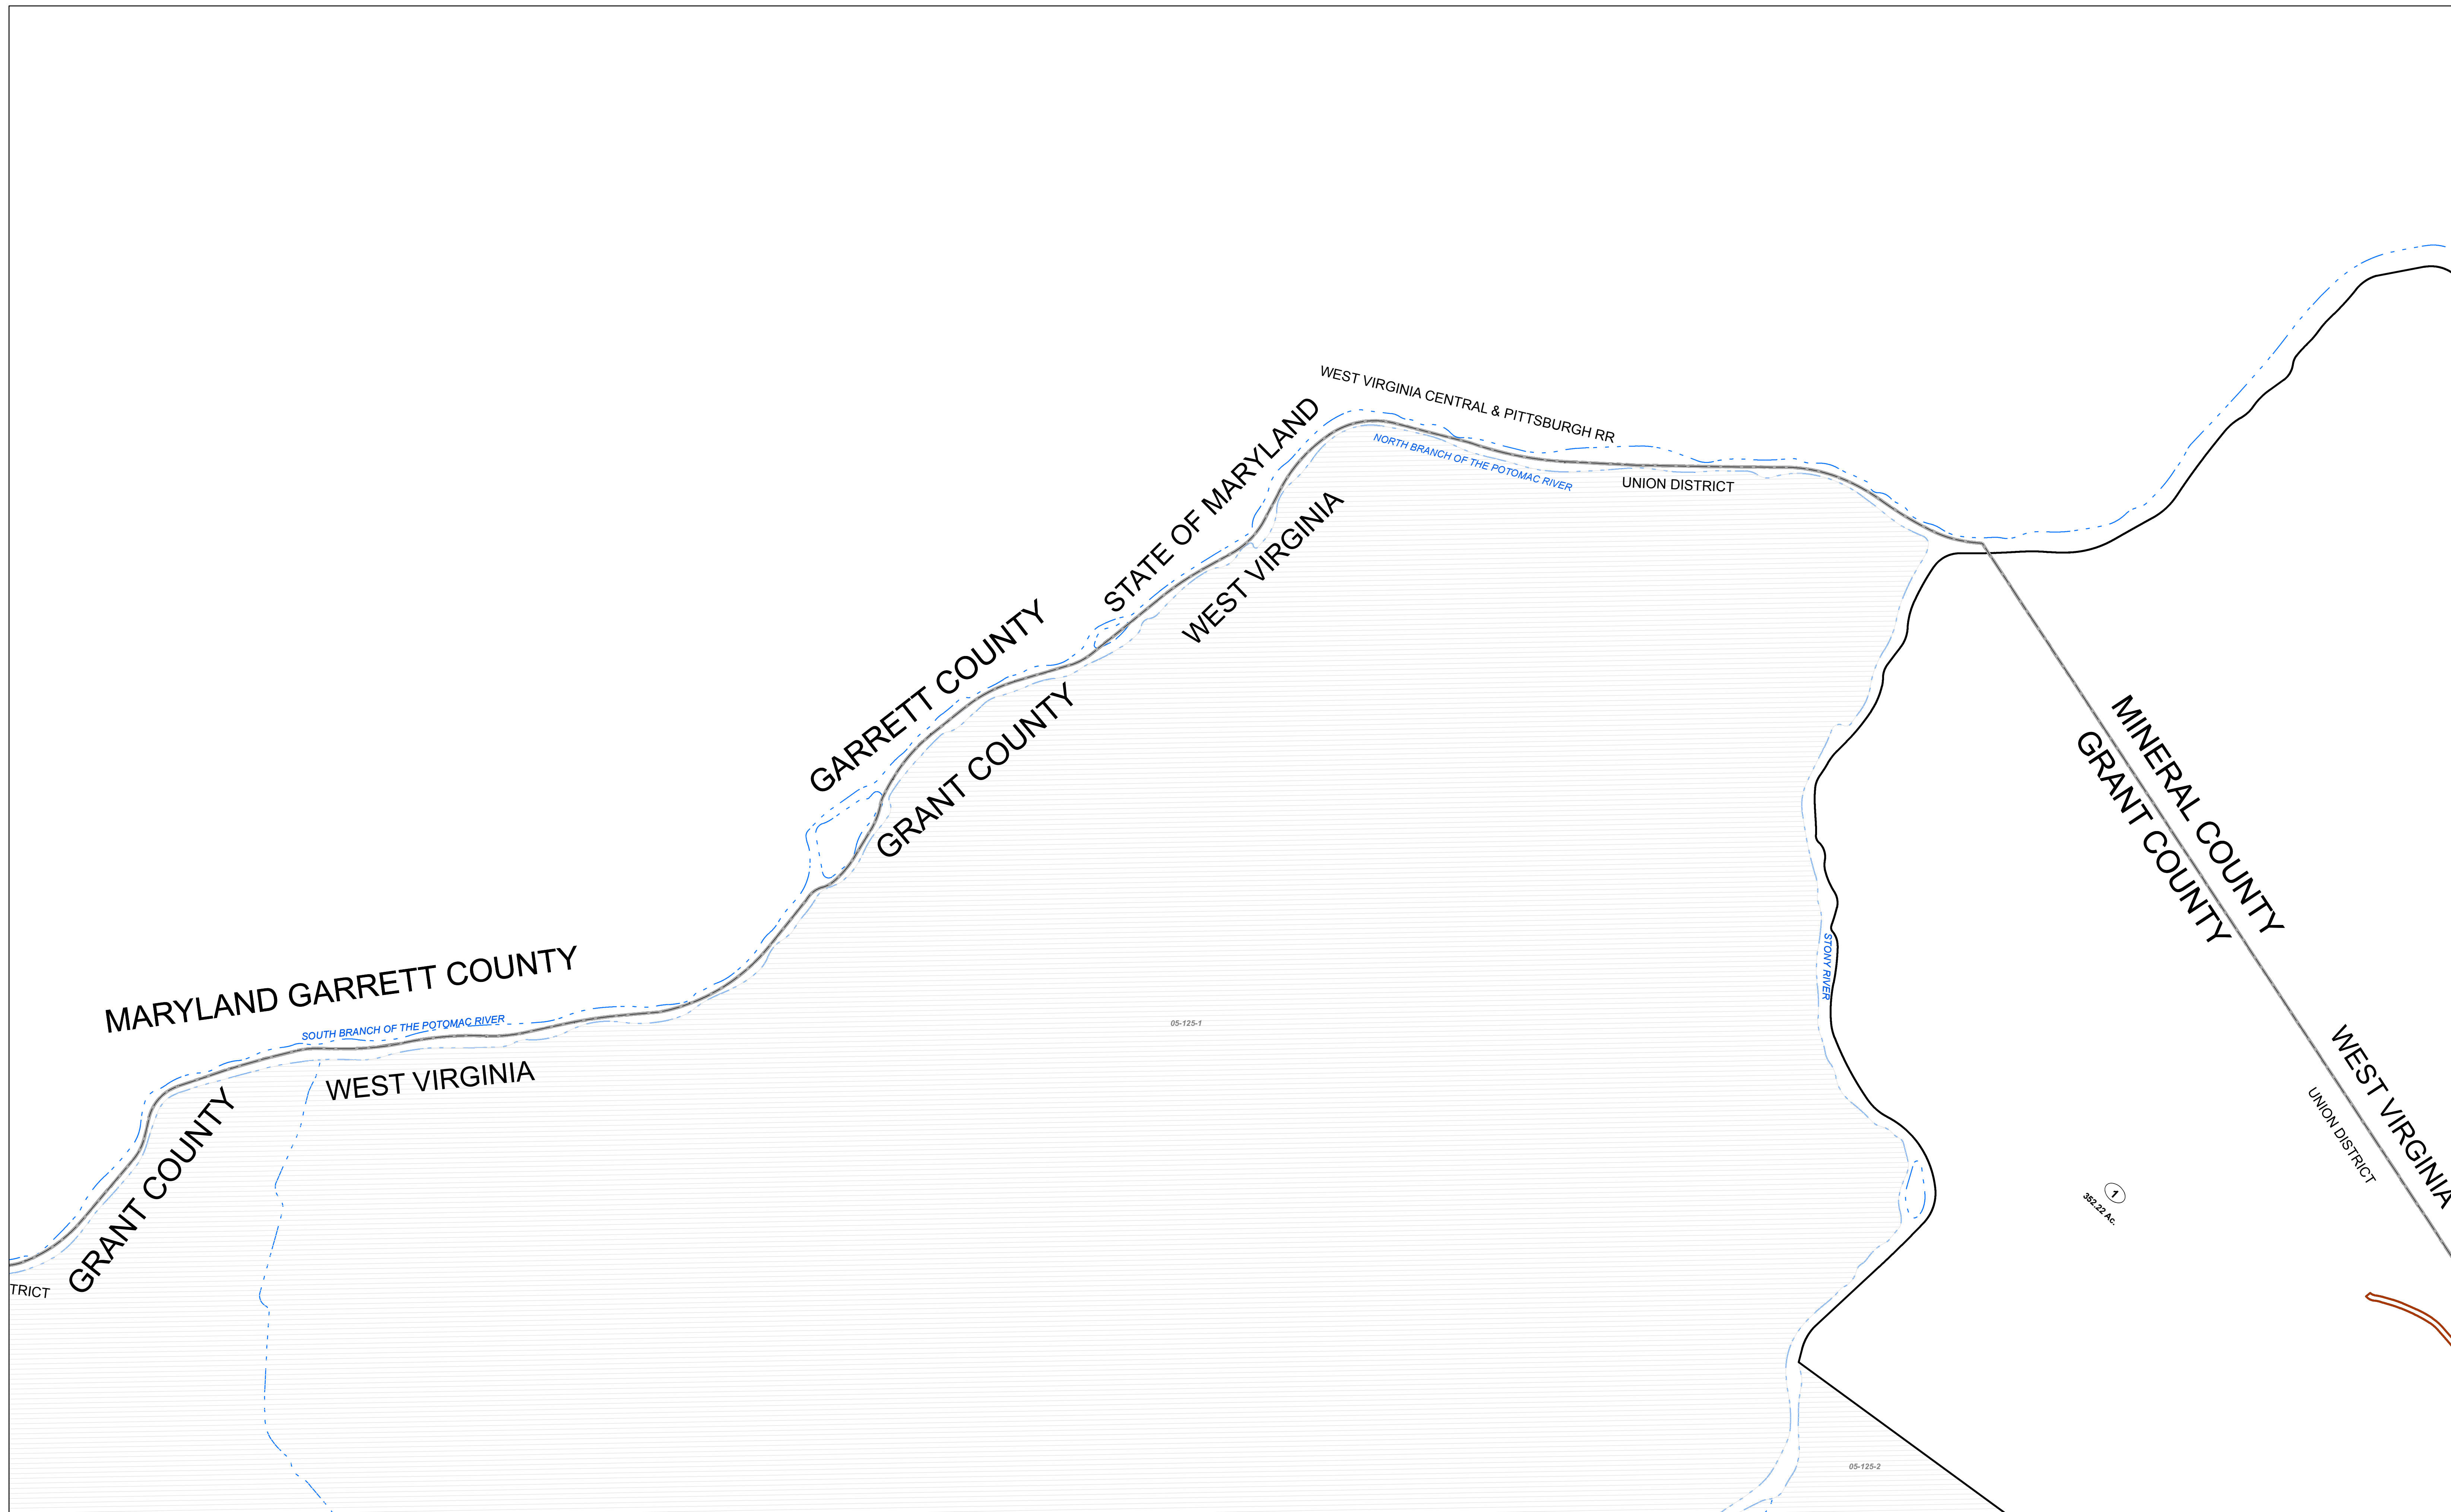 WEST VIRGINIA CENTRAL & PITTSBURGH RR
STATE OF MARYLAND
NORTH BRANCH OF THE POTOMAC RIVER
UNION DISTRICT
WEST VIRGINIA
GARRETT COUNTY
GRANT COUNTY
MINERAL COUNTY
GRANT COUNTY
STONY RIVER
MARYLAND GARRETT COUNTY
SOUTH BRANCH OF THE POTOMAC RIVER
05-125-1
WEST VIRGINIA
WEST VIRGINIA
UNION DISTRICT
GRANT COUNTY
1
352.22 Ac.
TRICT
05-125-2